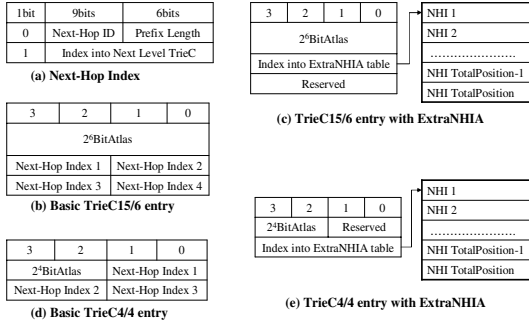 1bit 9bits 6bits
0 Next-Hop ID Prefix Length
1 Index into Next Level TrieC
(a) Next-Hop Index
3 2 1 0
2⁶BitAtlas
Next-Hop Index 1 Next-Hop Index 2
Next-Hop Index 3 Next-Hop Index 4
(b) Basic TrieC15/6 entry
3 2 1 0
2⁴BitAtlas Next-Hop Index 1
Next-Hop Index 2 Next-Hop Index 3
(d) Basic TrieC4/4 entry
3 2 1 0
2⁶BitAtlas
Index into ExtraNHIA table
Reserved
NHI 1
NHI 2
........................
NHI TotalPosition-1
NHI TotalPosition
(c) TrieC15/6 entry with ExtraNHIA
3 2 1 0
2⁴BitAtlas Reserved
Index into ExtraNHIA table
NHI 1
NHI 2
........................
NHI TotalPosition-1
NHI TotalPosition
(e) TrieC4/4 entry with ExtraNHIA